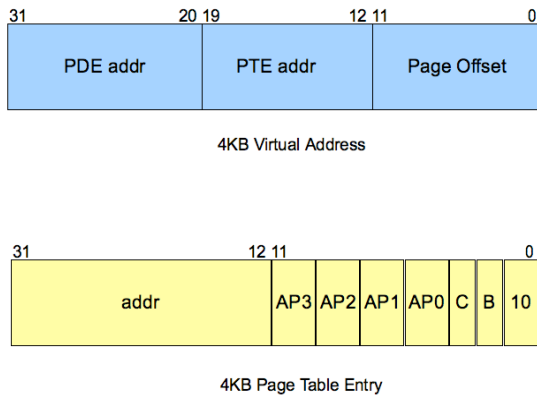 31 20 19 12 11 0
PDE addr PTE addr Page Offset
4KB Virtual Address
31 12 11 0
addr AP3 AP2 AP1 AP0 C B 10
4KB Page Table Entry